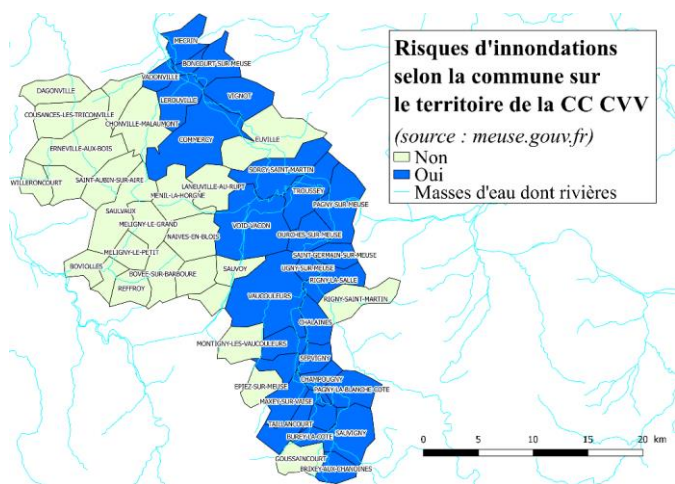 Risques d'innondations
selon la commune sur
le territoire de la CC CVV
(source : meuse.gouv.fr)
Non
Oui
Masses d'eau dont rivières
MECRIN
BONCOURT-SUR-MEUSE
VADONVILLE
DAGONVILLE
VIGNOT
LEROUVILLE
COUSANCES-LES-TRICONVILLE
CHONVILLE-MALAUMONT
COMMERCY
EUVILLE
ERNEVILLE-AUX-BOIS
SORCY-SAINT-MARTIN
SAINT-AUBIN-SUR-AIRE
WILLERONCOURT
LANEUVILLE-AU-RUPT
TROUSSEY
MENIL-LA-HORGNE
PAGNY-SUR-MEUSE
SAULVAUX
MELIGNY-LE-GRAND
VOID-VACON
OURCHES-SUR-MEUSE
NAIVES-EN-BLOIS
MELIGNY-LE-PETIT
SAINT-GERMAIN-SUR-MEUSE
BOVIOLLES
BOVEE-SUR-BARBOURE
SAUVOY
UGNY-SUR-MEUSE
RIGNY-LA-SALLE
REFFROY
RIGNY-SAINT-MARTIN
VAUCOULEURS
CHALAINES
MONTIGNY-LES-VAUCOULEURS
SEPVIGNY
CHAMPOUGNY
EPIEZ-SUR-MEUSE
PAGNY-LA-BLANCHE-COTE
MAXEY-SUR-VAISE
TAILLANCOURT
SAUVIGNY
BUREY-LA-COTE
GOUSSAINCOURT
BRIXEY-AUX-CHANOINES
0 5 10 15 20 km